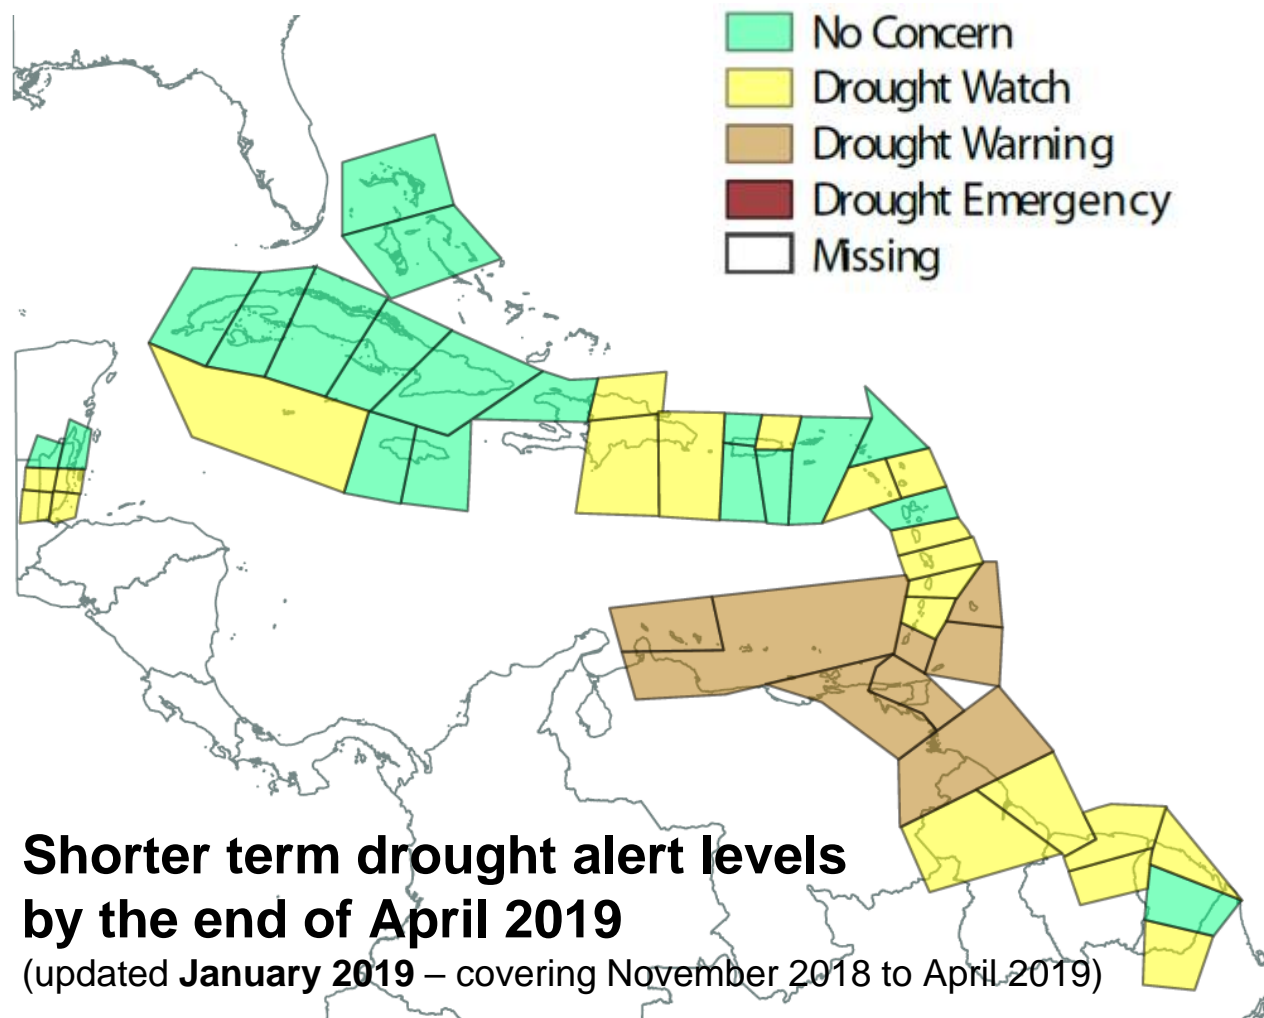 No Concern
Drought Watch
Drought Warning
Drought Emergency
Missing
Shorter term drought alert levels
by the end of April 2019
(updated January 2019 – covering November 2018 to April 2019)